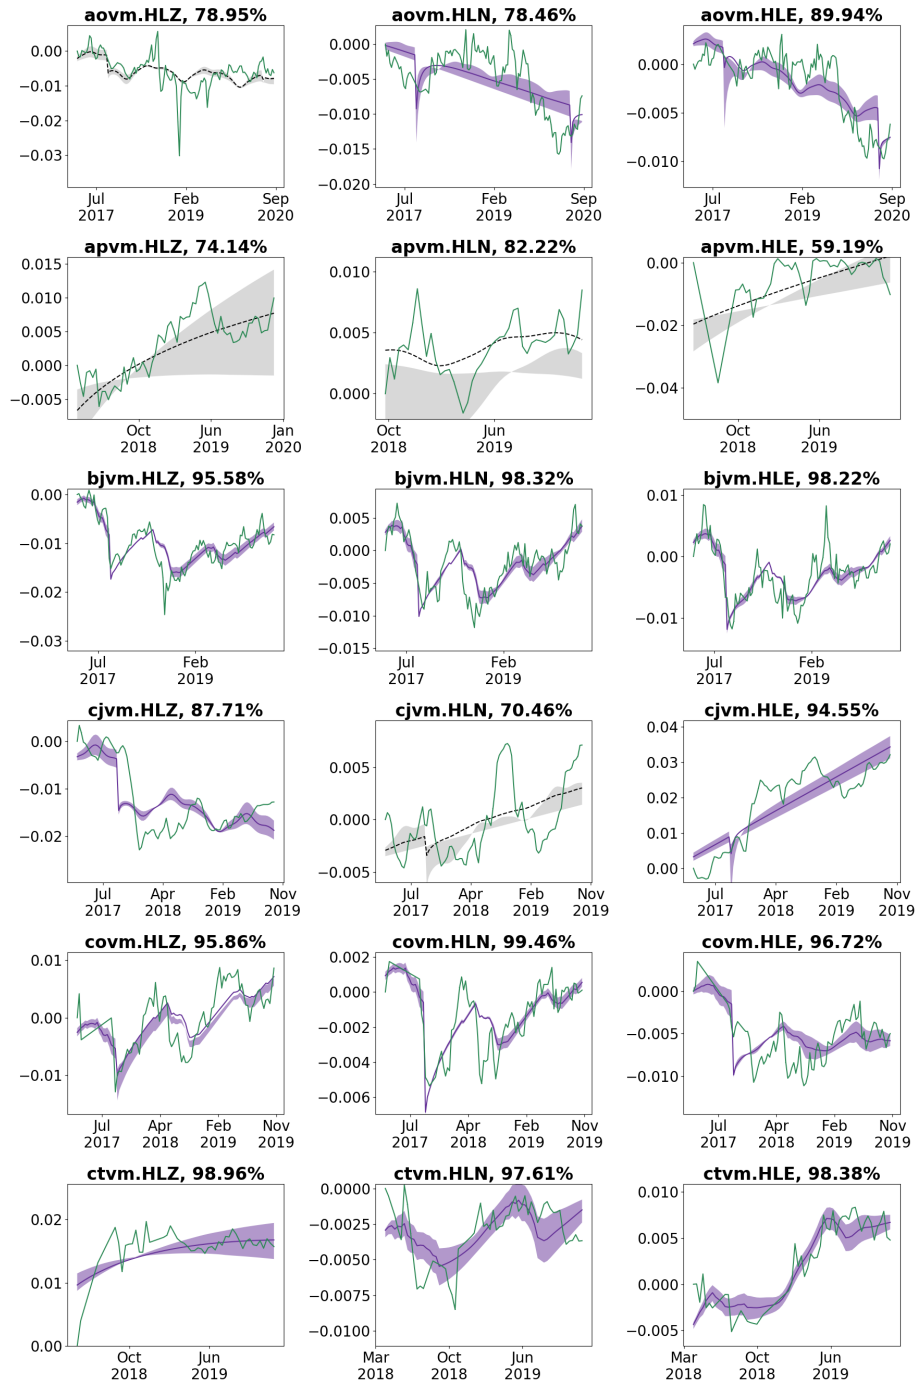 aovm.HLZ, 78.95%
0.00
−0.01
−0.02
−0.03
Jul
2017
Feb
2019
Sep
2020
aovm.HLN, 78.46%
0.000
−0.005
−0.010
−0.015
−0.020
Jul
2017
Feb
2019
Sep
2020
aovm.HLE, 89.94%
0.000
−0.005
−0.010
Jul
2017
Feb
2019
Sep
2020
apvm.HLZ, 74.14%
0.015
0.010
0.005
0.000
−0.005
Oct
2018
Jun
2019
Jan
2020
apvm.HLN, 82.22%
0.010
0.005
0.000
Oct
2018
Jun
2019
apvm.HLE, 59.19%
0.00
−0.02
−0.04
Oct
2018
Jun
2019
bjvm.HLZ, 95.58%
0.00
−0.01
−0.02
−0.03
Jul
2017
Feb
2019
bjvm.HLN, 98.32%
0.005
0.000
−0.005
−0.010
−0.015
Jul
2017
Feb
2019
bjvm.HLE, 98.22%
0.01
0.00
−0.01
Jul
2017
Feb
2019
cjvm.HLZ, 87.71%
0.00
−0.01
−0.02
Jul
2017
Apr
2018
Feb
2019
Nov
2019
cjvm.HLN, 70.46%
0.005
0.000
−0.005
Jul
2017
Apr
2018
Feb
2019
Nov
2019
cjvm.HLE, 94.55%
0.04
0.03
0.02
0.01
0.00
Jul
2017
Apr
2018
Feb
2019
Nov
2019
covm.HLZ, 95.86%
0.01
0.00
−0.01
Jul
2017
Apr
2018
Feb
2019
Nov
2019
covm.HLN, 99.46%
0.002
0.000
−0.002
−0.004
−0.006
Jul
2017
Apr
2018
Feb
2019
Nov
2019
covm.HLE, 96.72%
0.000
−0.005
−0.010
Jul
2017
Apr
2018
Feb
2019
Nov
2019
ctvm.HLZ, 98.96%
0.02
0.01
0.00
Oct
2018
Jun
2019
ctvm.HLN, 97.61%
0.0000
−0.0025
−0.0050
−0.0075
−0.0100
Mar
2018
Oct
2018
Jun
2019
ctvm.HLE, 98.38%
0.010
0.005
0.000
−0.005
Mar
2018
Oct
2018
Jun
2019